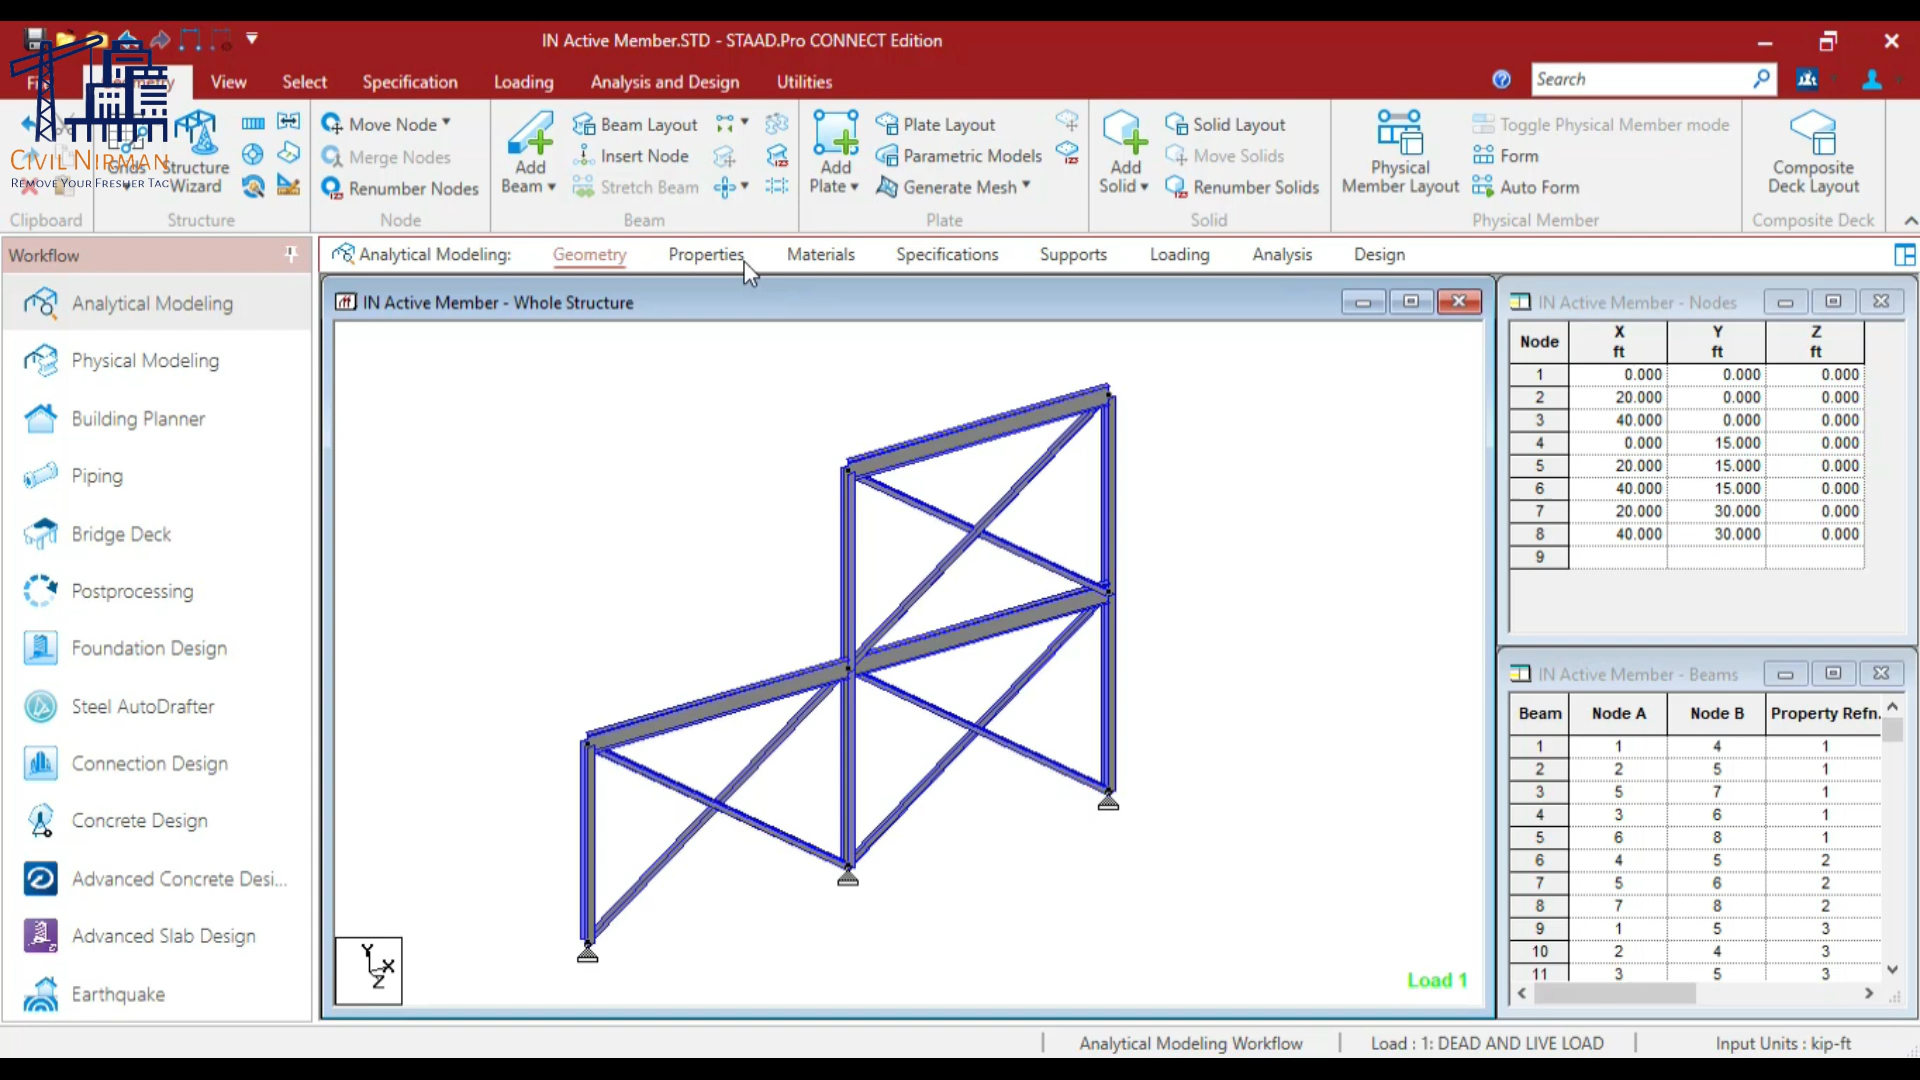 IN Active Member.STD - STAAD.Pro CONNECT Edition
View Select Specification Loading Analysis and Design Utilities
Search
CIVIL NIRMAN
REMOVE YOUR FRESHER TAG
Grids
Structure Wizard
Move Node
Merge Nodes
Renumber Nodes
Add Beam
Beam Layout
Insert Node
Stretch Beam
Add Plate
Plate Layout
Parametric Models
Generate Mesh
Add Solid
Solid Layout
Move Solids
Renumber Solids
Physical Member Layout
Toggle Physical Member mode
Form
Auto Form
Composite Deck Layout
Clipboard Structure Node Beam Plate Solid Physical Member Composite Deck
Workflow
Analytical Modeling: Geometry Properties Materials Specifications Supports Loading Analysis Design
Analytical Modeling
Physical Modeling
Building Planner
Piping
Bridge Deck
Postprocessing
Foundation Design
Steel AutoDrafter
Connection Design
Concrete Design
Advanced Concrete Desi...
Advanced Slab Design
Earthquake
IN Active Member - Whole Structure
Y
X
Z
Load 1
IN Active Member - Nodes
Node X ft Y ft Z ft
1 0.000 0.000 0.000
2 20.000 0.000 0.000
3 40.000 0.000 0.000
4 0.000 15.000 0.000
5 20.000 15.000 0.000
6 40.000 15.000 0.000
7 20.000 30.000 0.000
8 40.000 30.000 0.000
9
IN Active Member - Beams
Beam Node A Node B Property Refn.
1 1 4 1
2 2 5 1
3 5 7 1
4 3 6 1
5 6 8 1
6 4 5 2
7 5 6 2
8 7 8 2
9 1 5 3
10 2 4 3
11 3 5 3
Analytical Modeling Workflow Load : 1: DEAD AND LIVE LOAD Input Units : kip-ft